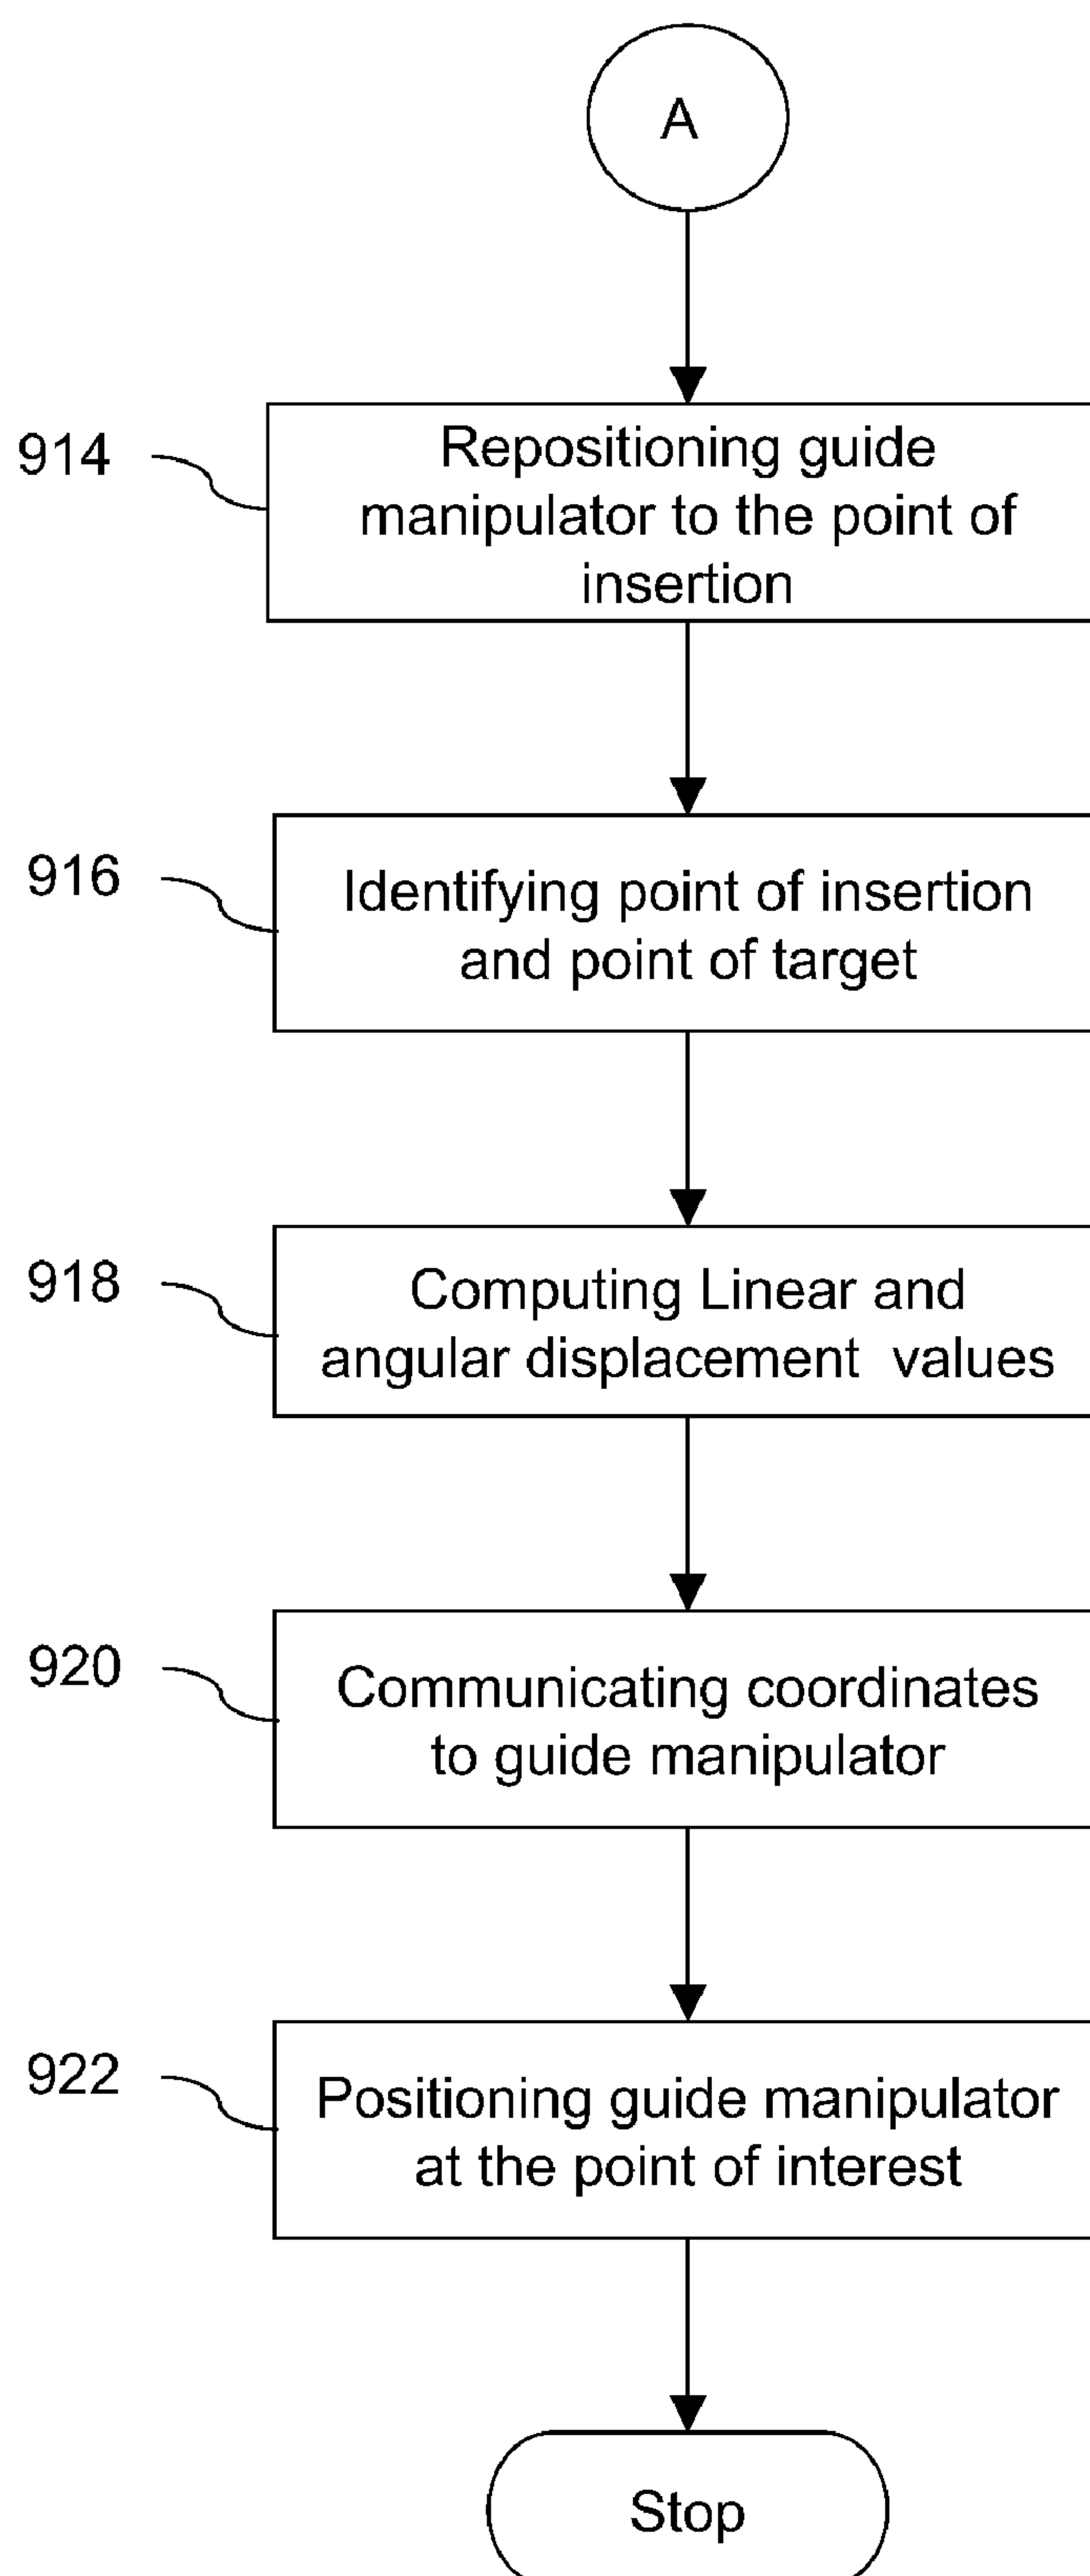 A
914
Repositioning guide
manipulator to the point of
insertion
916
Identifying point of insertion
and point of target
918
Computing Linear and
angular displacement values
920
Communicating coordinates
to guide manipulator
922
Positioning guide manipulator
at the point of interest
Stop